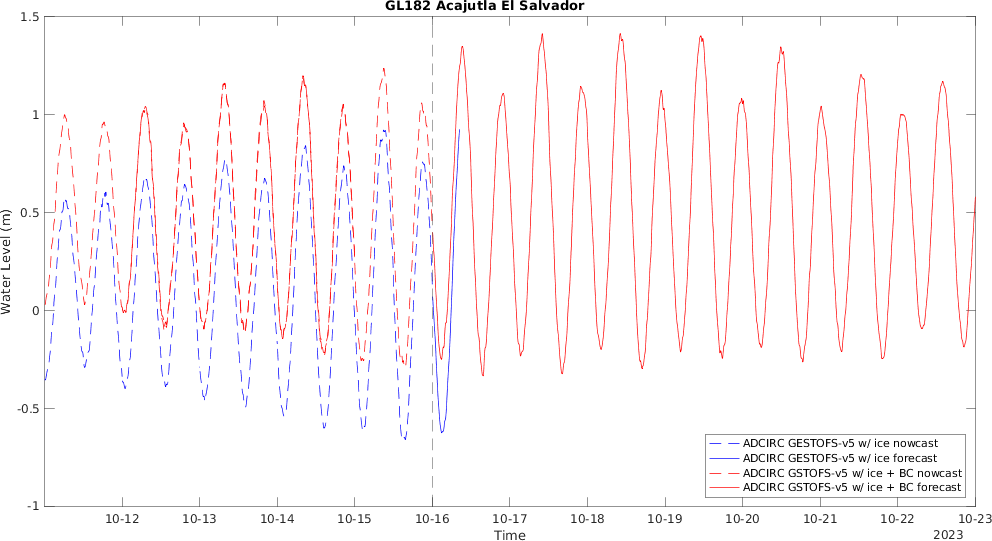 GL182 Acajutla El Salvador
1.5
1
0.5
0
-0.5
-1
Water Level (m)
10-12 10-13 10-14 10-15 10-16 10-17 10-18 10-19 10-20 10-21 10-22 10-23
Time
2023
ADCIRC GESTOFS-v5 w/ ice nowcast
ADCIRC GESTOFS-v5 w/ ice forecast
ADCIRC GSTOFS-v5 w/ ice + BC nowcast
ADCIRC GSTOFS-v5 w/ ice + BC forecast